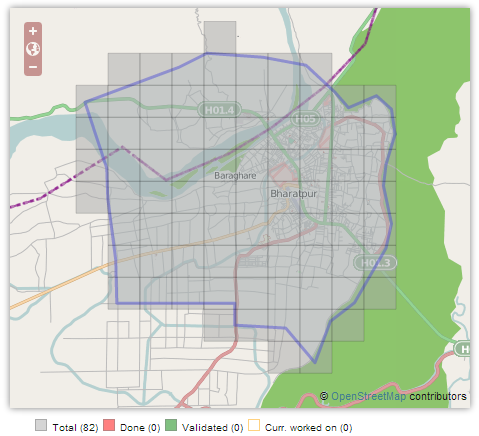 +
−
H01.4
H05
Baraghare
Bharatpur
H01.3
H
© OpenStreetMap contributors
Total (82) Done (0) Validated (0) Curr. worked on (0)